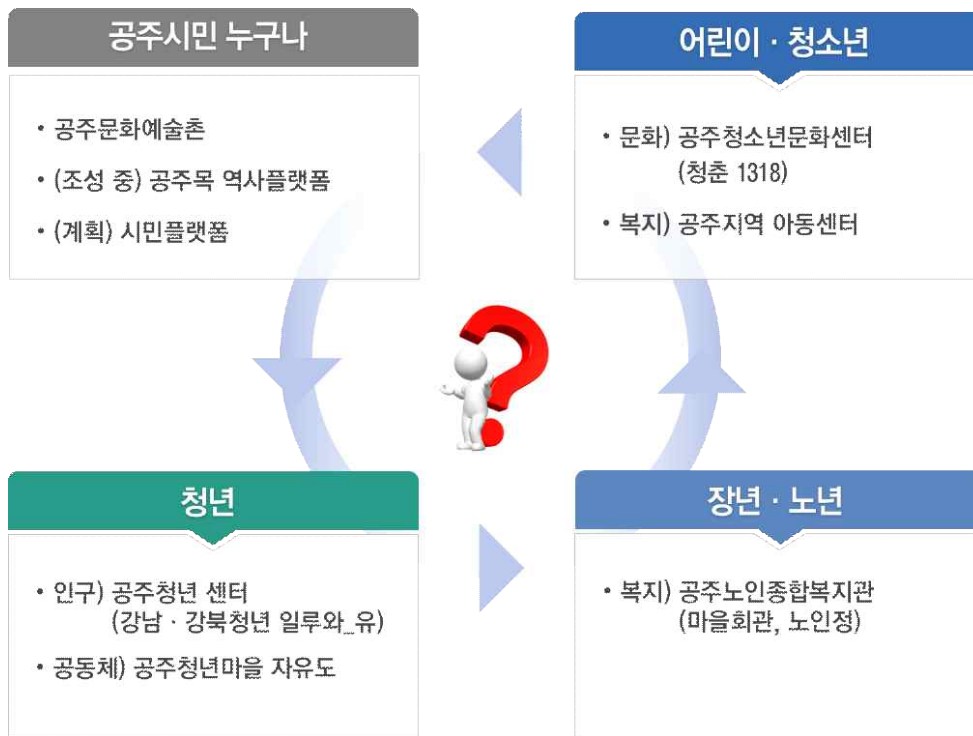 공주시민 누구나
• 공주문화예술촌
• (조성 중) 공주목 역사플랫폼
• (계획) 시민플랫폼
어린이 · 청소년
• 문화) 공주청소년문화센터
(청춘 1318)
• 복지) 공주지역 아동센터
청년
• 인구) 공주청년 센터
(강남 · 강북청년 일루와_유)
• 공동체) 공주청년마을 자유도
장년 · 노년
• 복지) 공주노인종합복지관
(마을회관, 노인정)